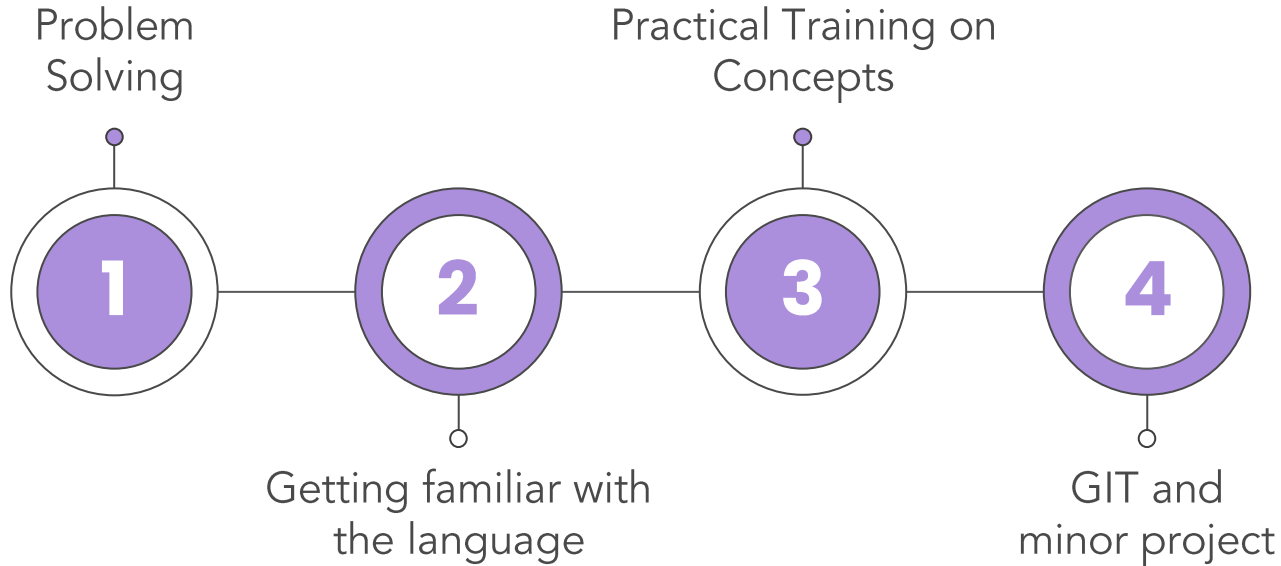 Problem
Solving
1
2
Getting familiar with
the language
Practical Training on
Concepts
3
4
GIT and
minor project